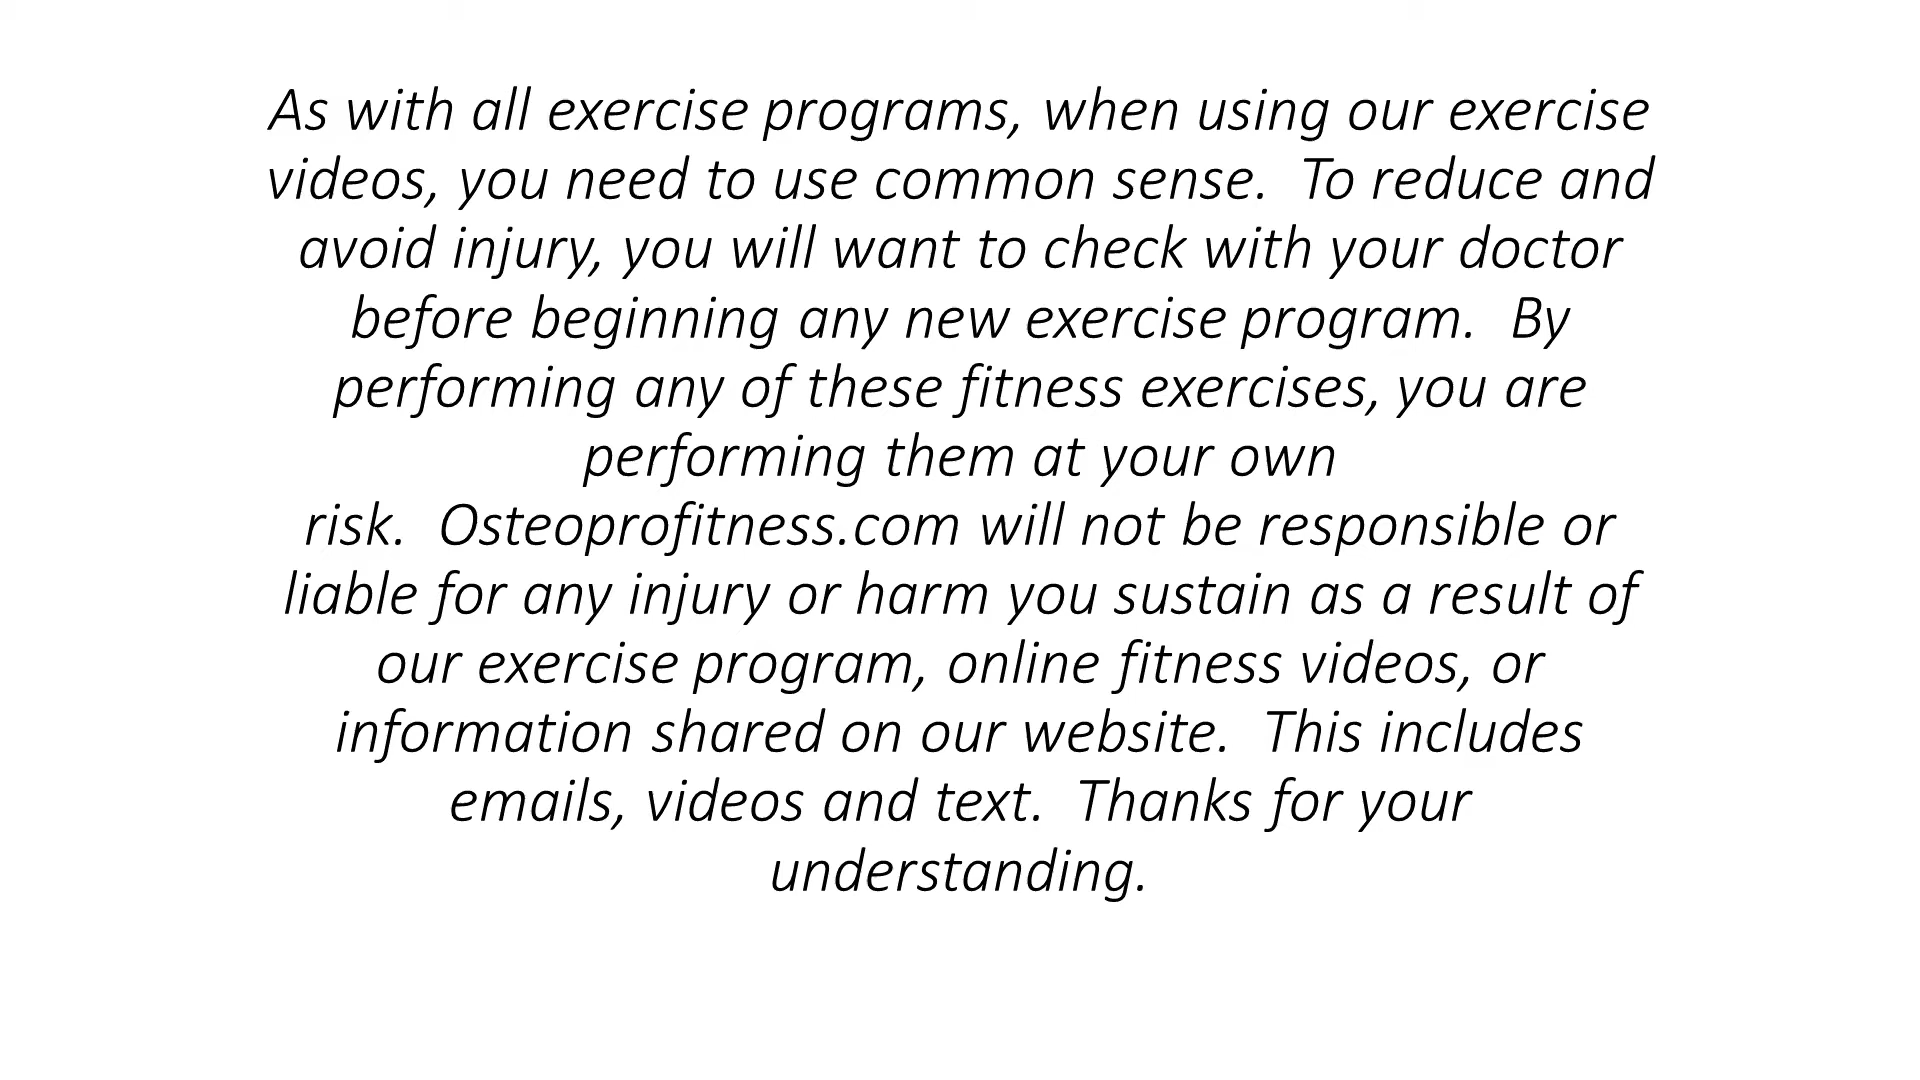 As with all exercise programs, when using our exercise
videos, you need to use common sense.  To reduce and
avoid injury, you will want to check with your doctor
before beginning any new exercise program.  By
performing any of these fitness exercises, you are
performing them at your own
risk.  Osteoprofitness.com will not be responsible or
liable for any injury or harm you sustain as a result of
our exercise program, online fitness videos, or
information shared on our website.  This includes
emails, videos and text.  Thanks for your
understanding.